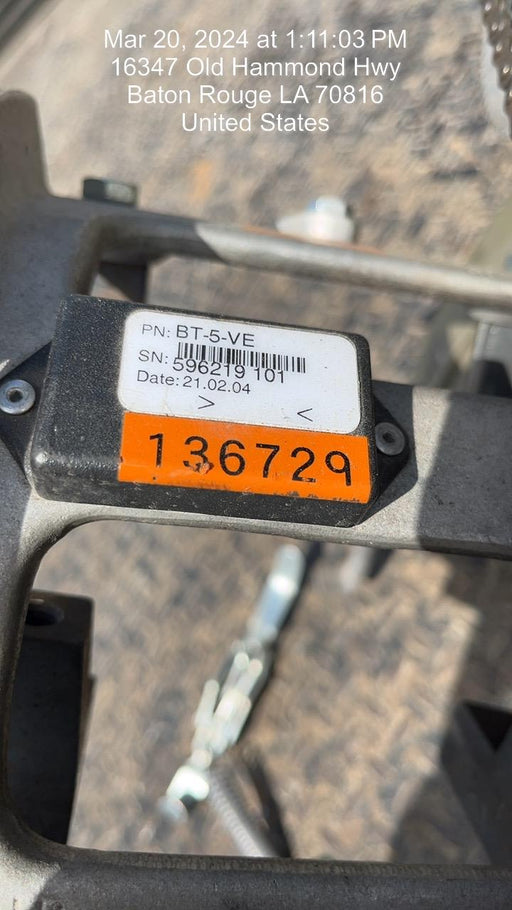 Mar 20, 2024 at 1:11:03 PM
16347 Old Hammond Hwy
Baton Rouge LA 70816
United States
PN: BT-5-VE
SN: 596219 101
Date: 21.02.04
> <
136729